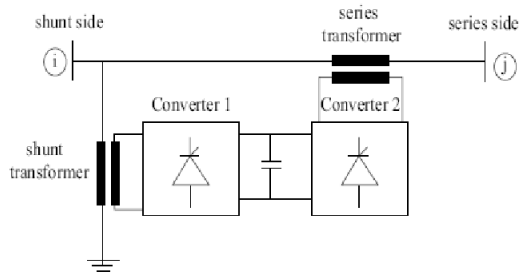 shunt side
series
transformer
series side
i
j
Converter 1
Converter 2
shunt
transformer